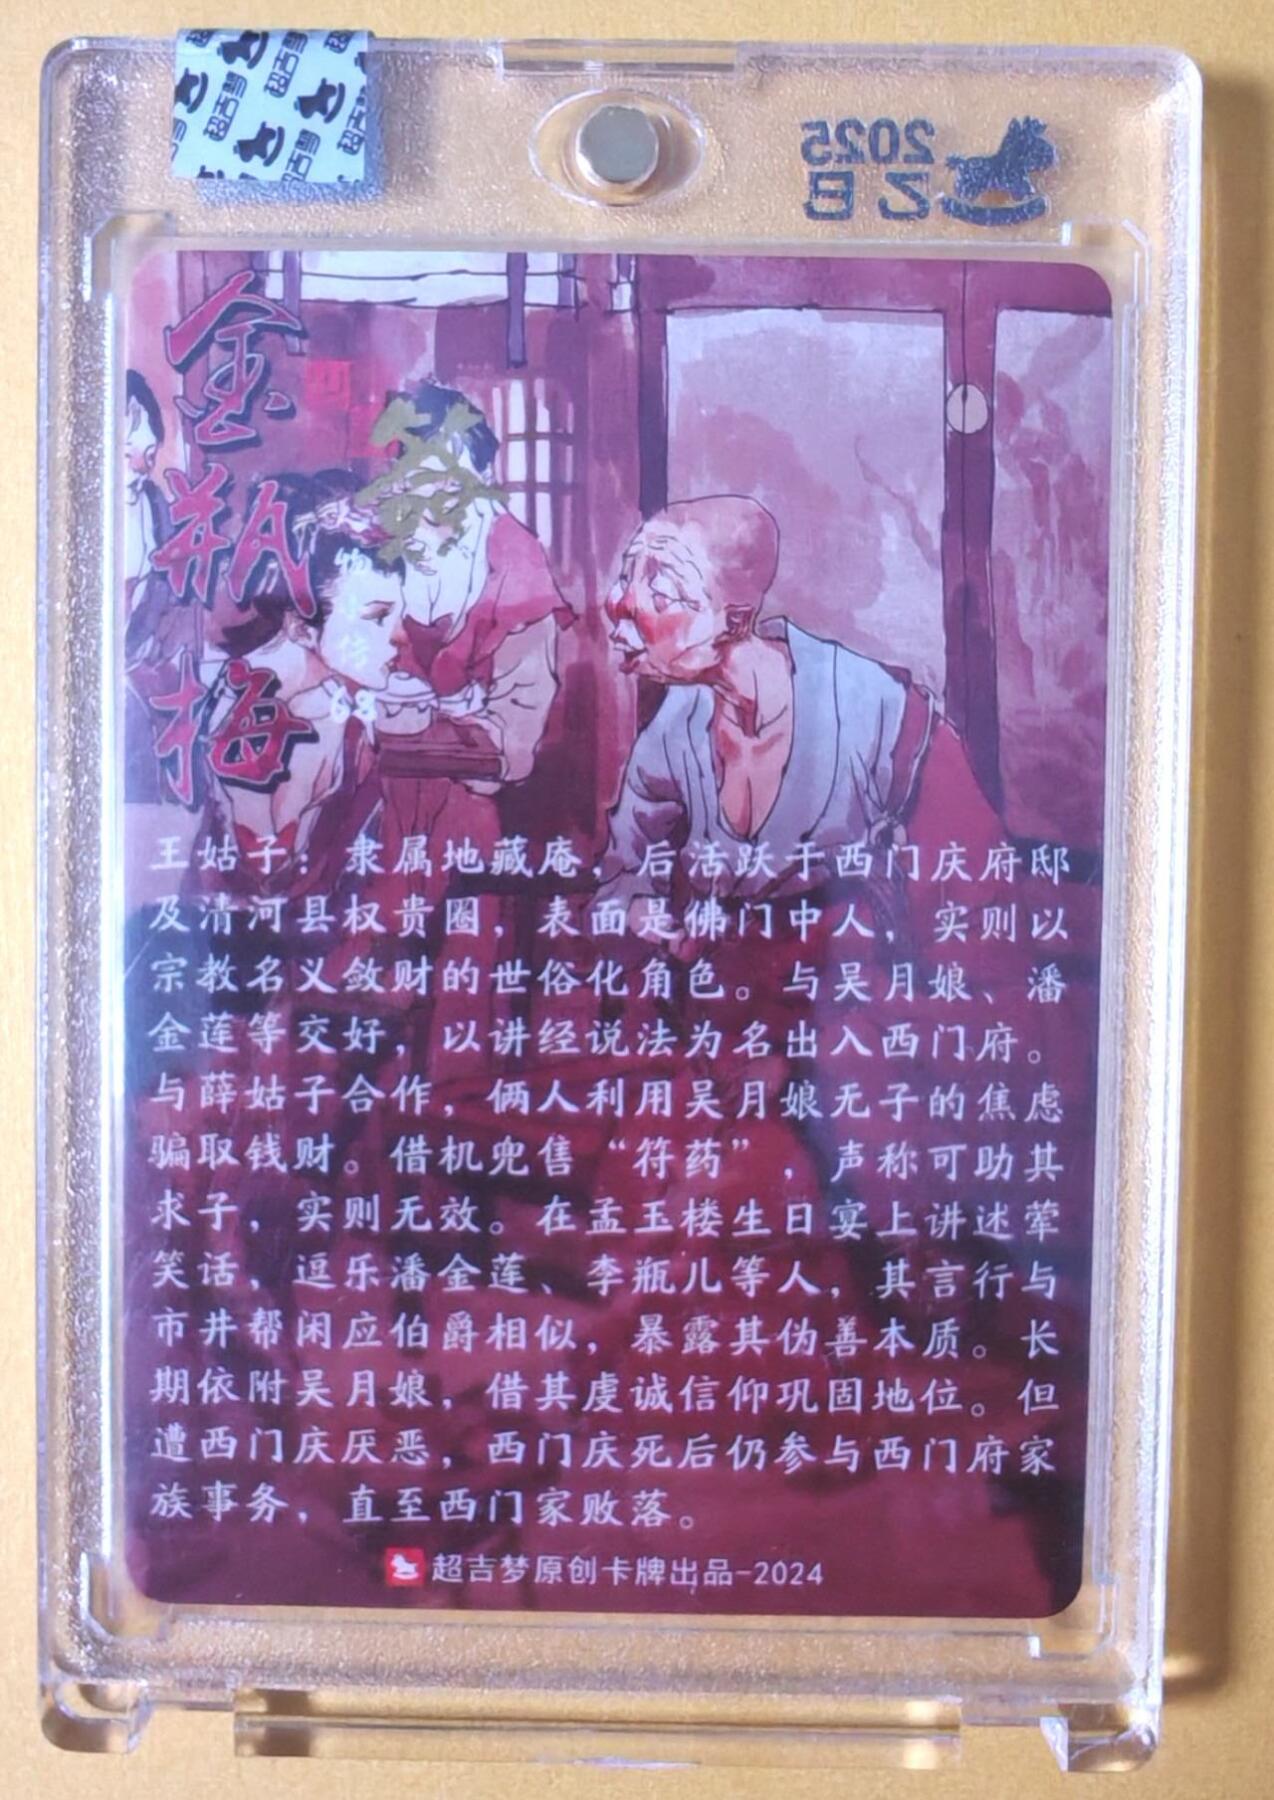 2025
金瓶梅
王姑子：隶属地藏庵，后活跃于西门庆府邸
及清河县权贵圈，表面是佛门中人，实则以
宗教名义敛财的世俗化角色。与吴月娘、潘
金莲等交好，以讲经说法为名出入西门府。
与薛姑子合作，俩人利用吴月娘无子的焦虑
骗取钱财。借机兜售“符药”，声称可助其
求子，实则无效。在孟玉楼生日宴上讲述荤
笑话，逗乐潘金莲、李瓶儿等人，其言行与
市井帮闲应伯爵相似，暴露其伪善本质。长
期依附吴月娘，借其虔诚信仰巩固地位。但
遭西门庆厌恶，西门庆死后仍参与西门府家
族事务，直至西门家败落。
超吉梦原创卡牌出品-2024